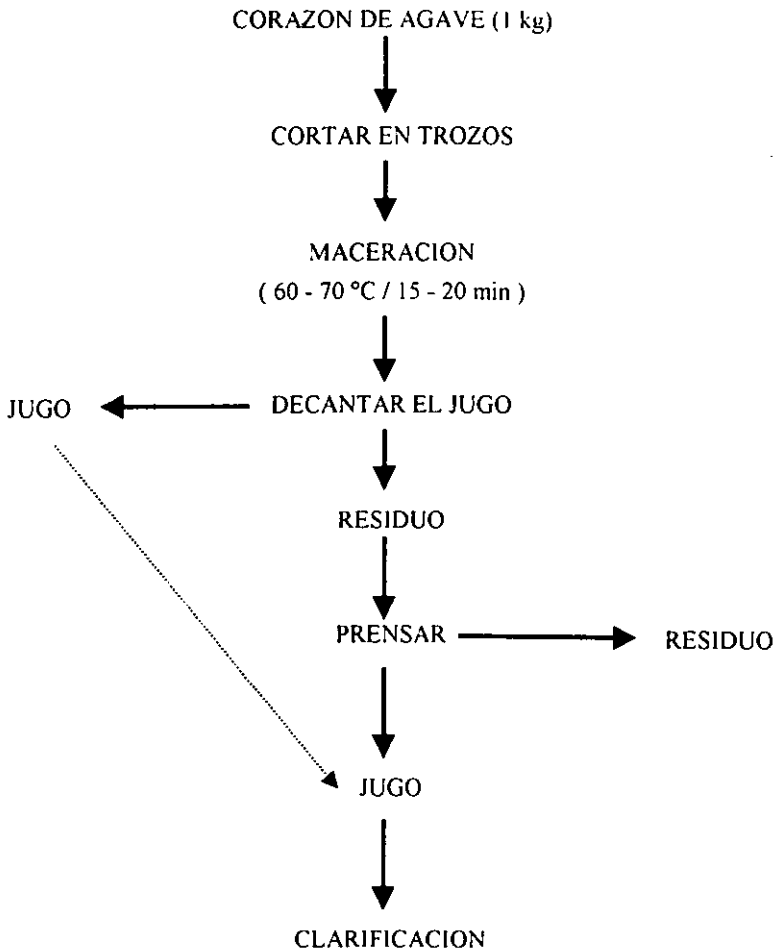 CORAZON DE AGAVE (1 kg)
CORTAR EN TROZOS
MACERACION
( 60 - 70 °C / 15 - 20 min )
JUGO
DECANTAR EL JUGO
RESIDUO
PRENSAR
RESIDUO
JUGO
CLARIFICACION